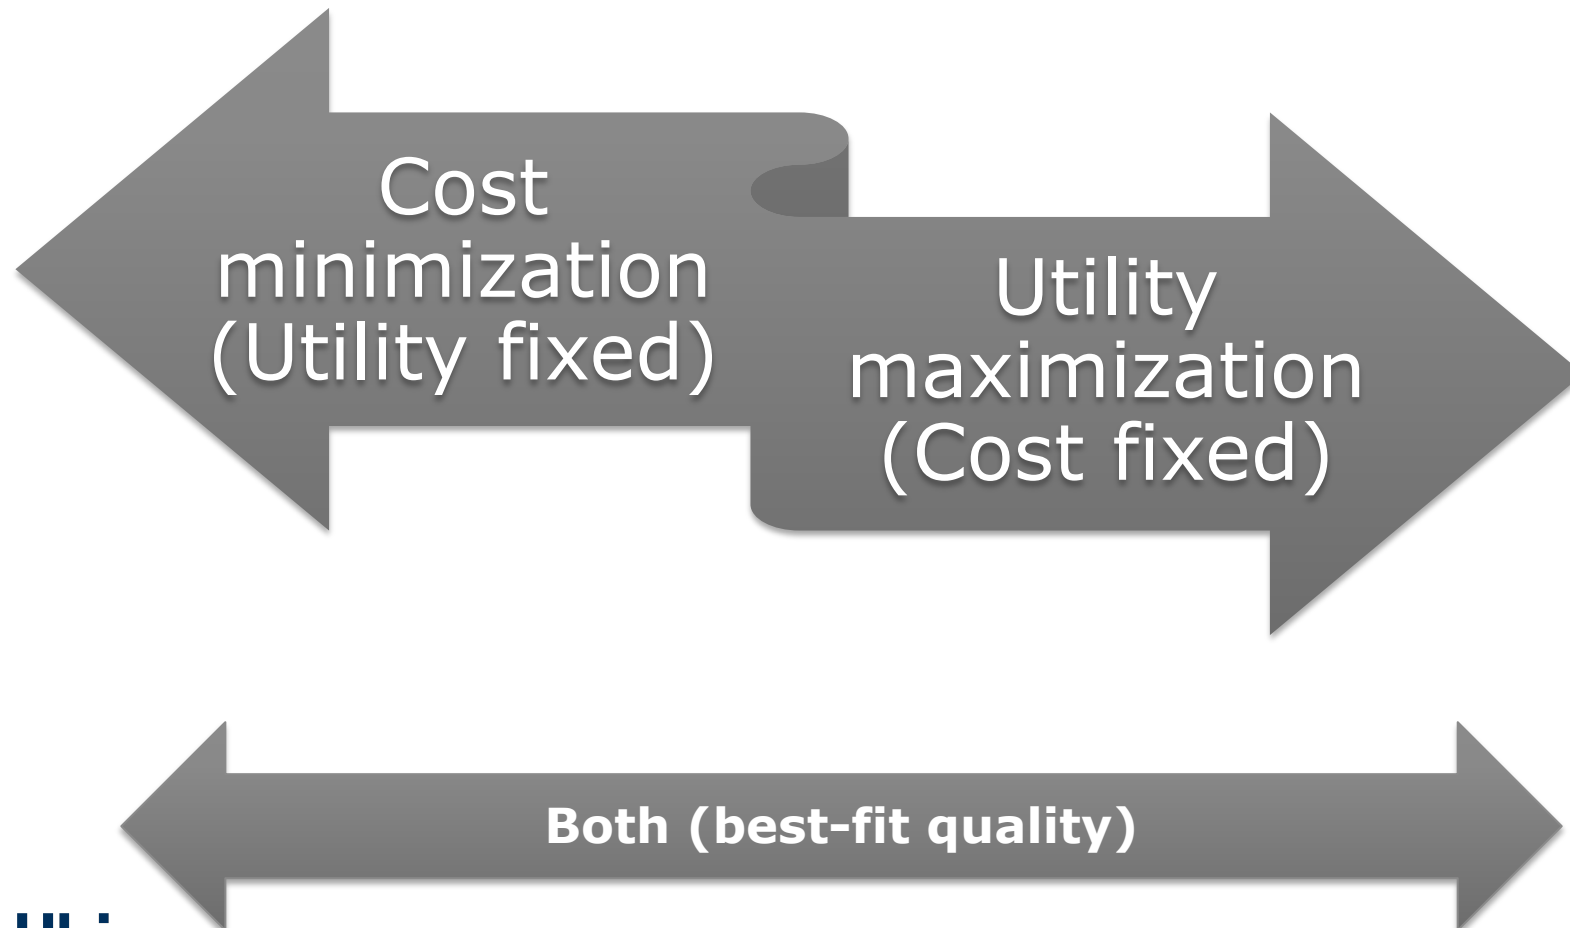 Cost
minimization
(Utility fixed)
Utility
maximization
(Cost fixed)
Both (best-fit quality)